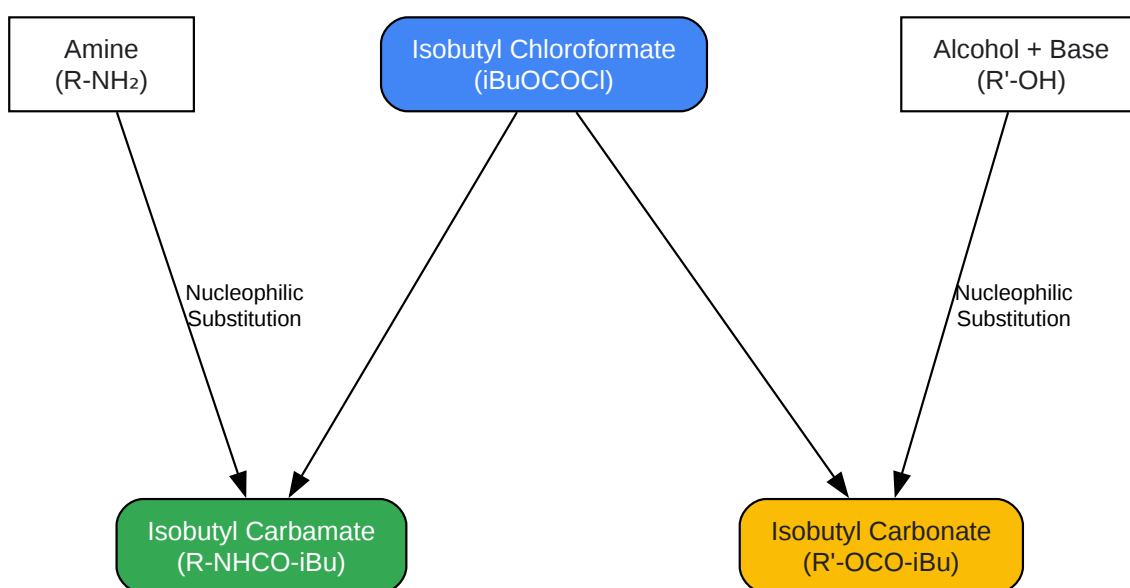 Amine
(R-NH₂)
Isobutyl Chloroformate
(iBuOCOCl)
Alcohol + Base
(R'-OH)
Nucleophilic
Substitution
Nucleophilic
Substitution
Isobutyl Carbamate
(R-NHCO-iBu)
Isobutyl Carbonate
(R'-OCO-iBu)